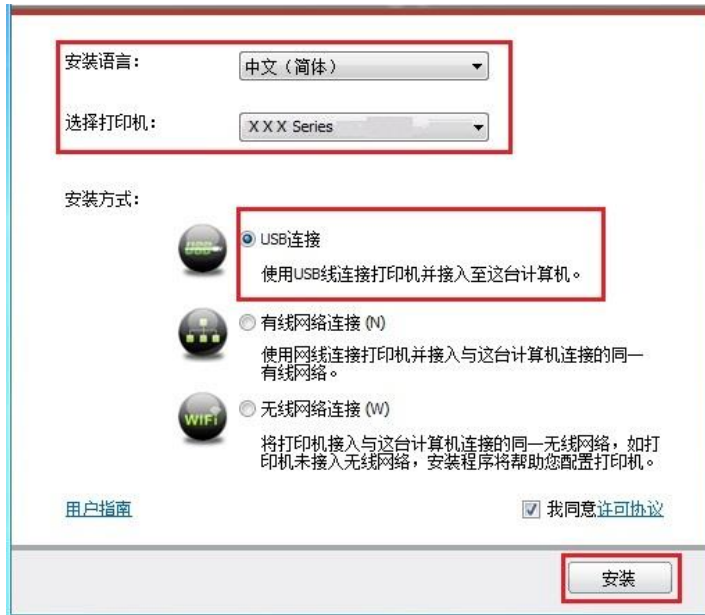 安装语言： 中文（简体）
选择打印机： XXX Series
安装方式：
USB
USB连接
使用USB线连接打印机并接入至这台计算机。
有线网络连接 (N)
使用网线连接打印机并接入与这台计算机连接的同一
有线网络。
WiFi
无线网络连接 (W)
将打印机接入与这台计算机连接的同一无线网络，如打
印机未接入无线网络，安装程序将帮助您配置打印机。
用户指南 我同意许可协议
安装